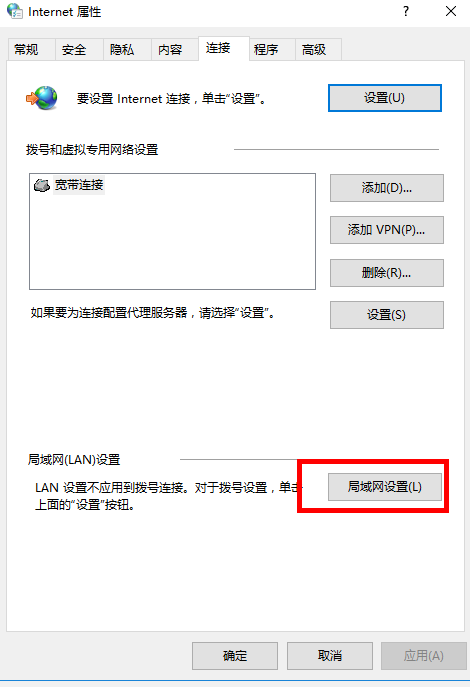 Internet 属性
?
常规 安全 隐私 内容 连接 程序 高级
要设置 Internet 连接，单击“设置”。
设置(U)
拨号和虚拟专用网络设置
宽带连接
添加(D)...
添加 VPN(P)...
删除(R)...
如果要为连接配置代理服务器，请选择“设置”。
设置(S)
局域网(LAN)设置
LAN 设置不应用到拨号连接。对于拨号设置，单击
上面的“设置”按钮。
局域网设置(L)
确定 取消 应用(A)